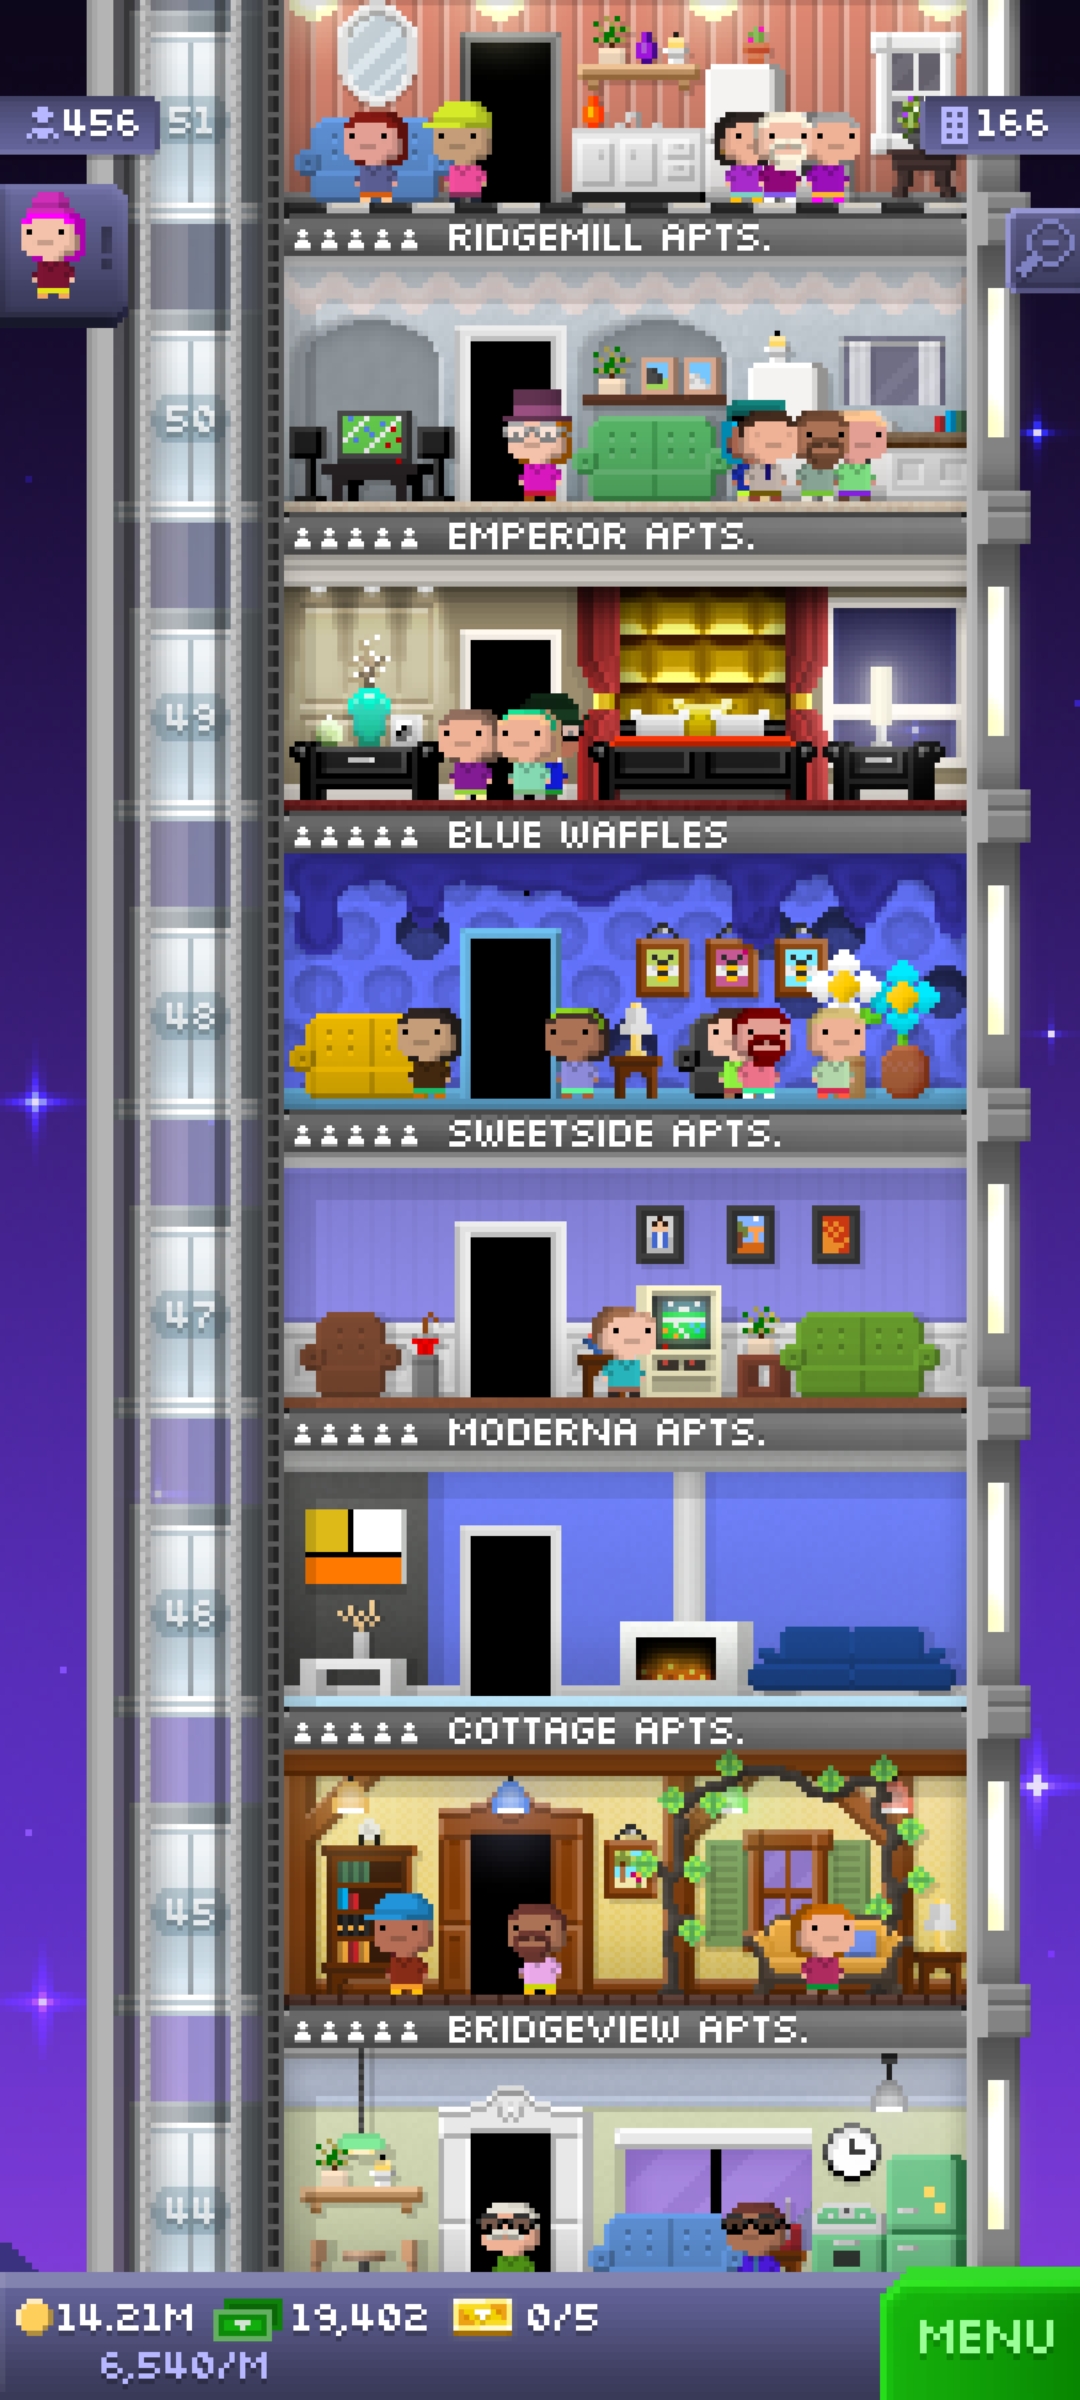 456
51
166
!
RIDGEMILL APTS.
50
EMPEROR APTS.
49
BLUE WAFFLES
48
SWEETSIDE APTS.
47
MODERNA APTS.
46
COTTAGE APTS.
45
BRIDGEVIEW APTS.
44
14.21M 19,402 0/5
6,540/M
MENU